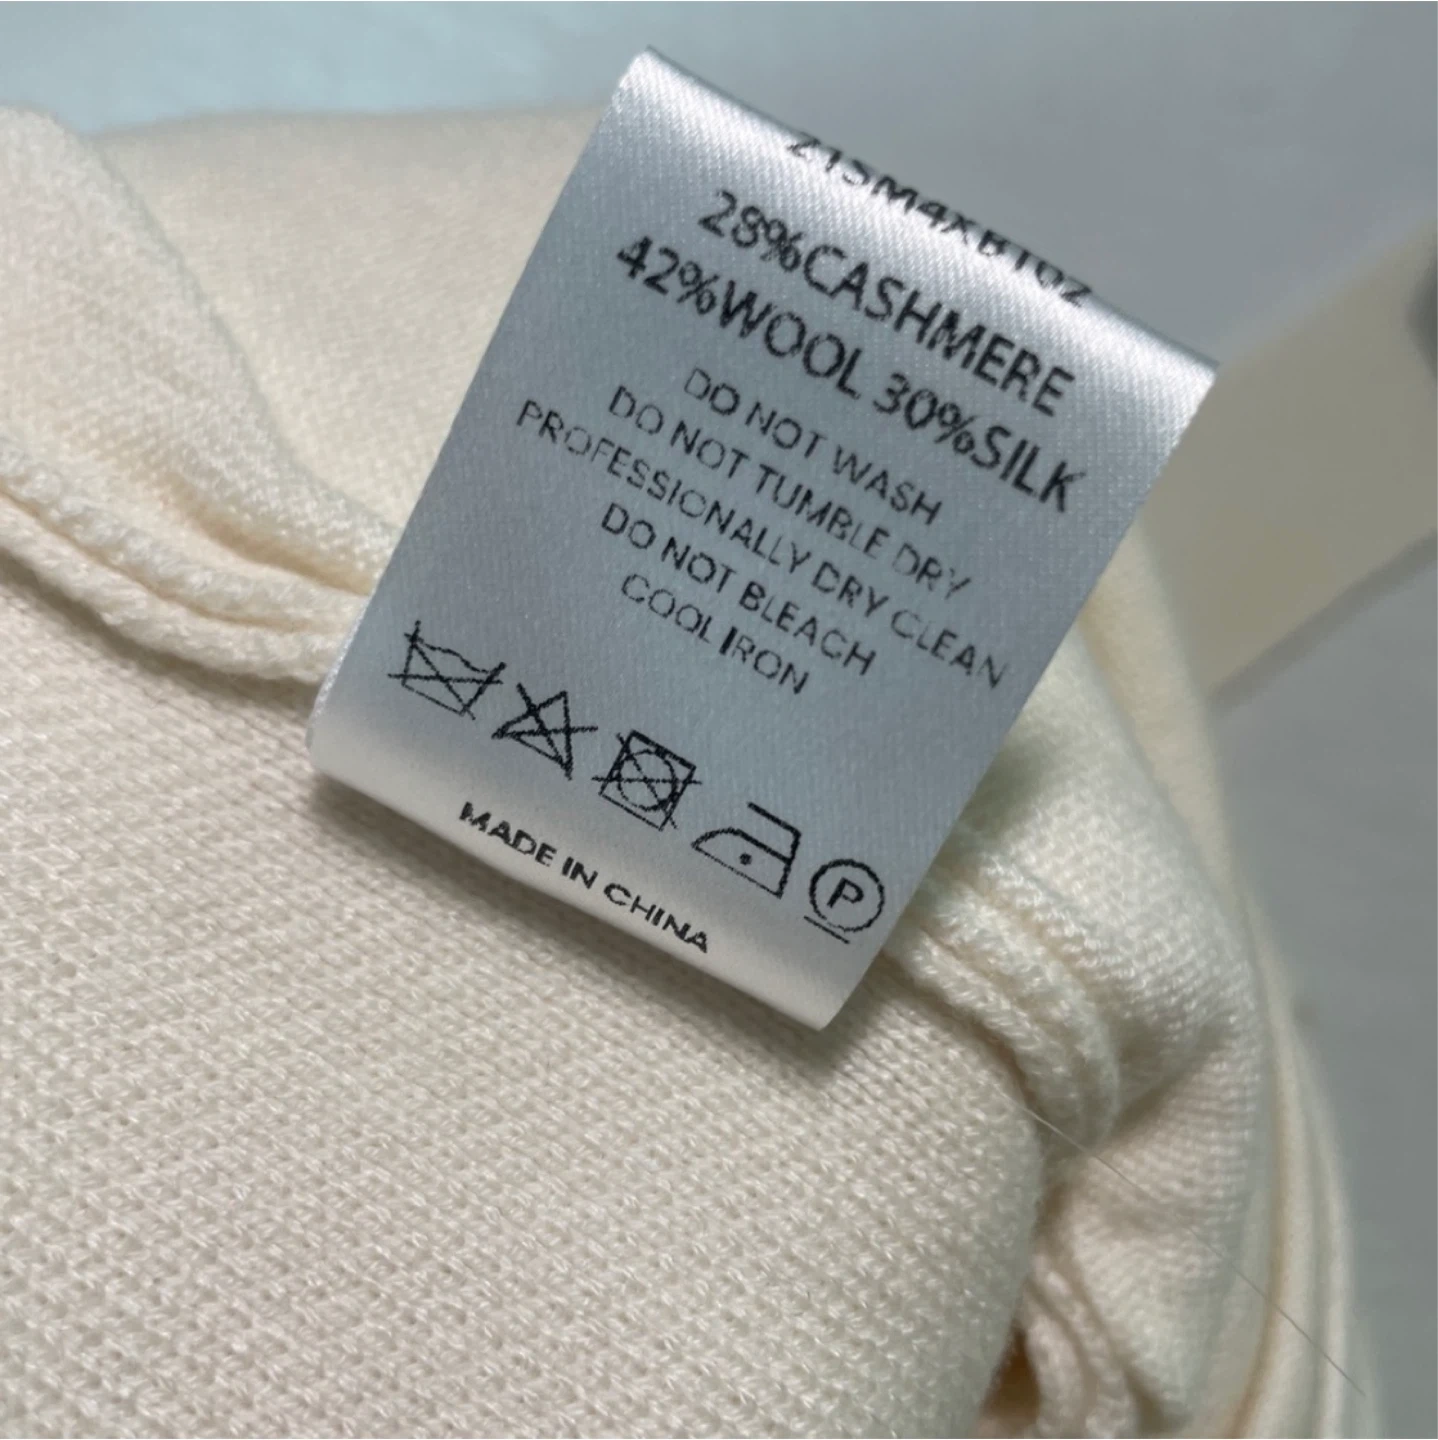 21SM4XB102
28%CASHMERE
42%WOOL 30%SILK
DO NOT WASH
DO NOT TUMBLE DRY
PROFESSIONALLY DRY CLEAN
DO NOT BLEACH
COOL IRON
P
MADE IN CHINA